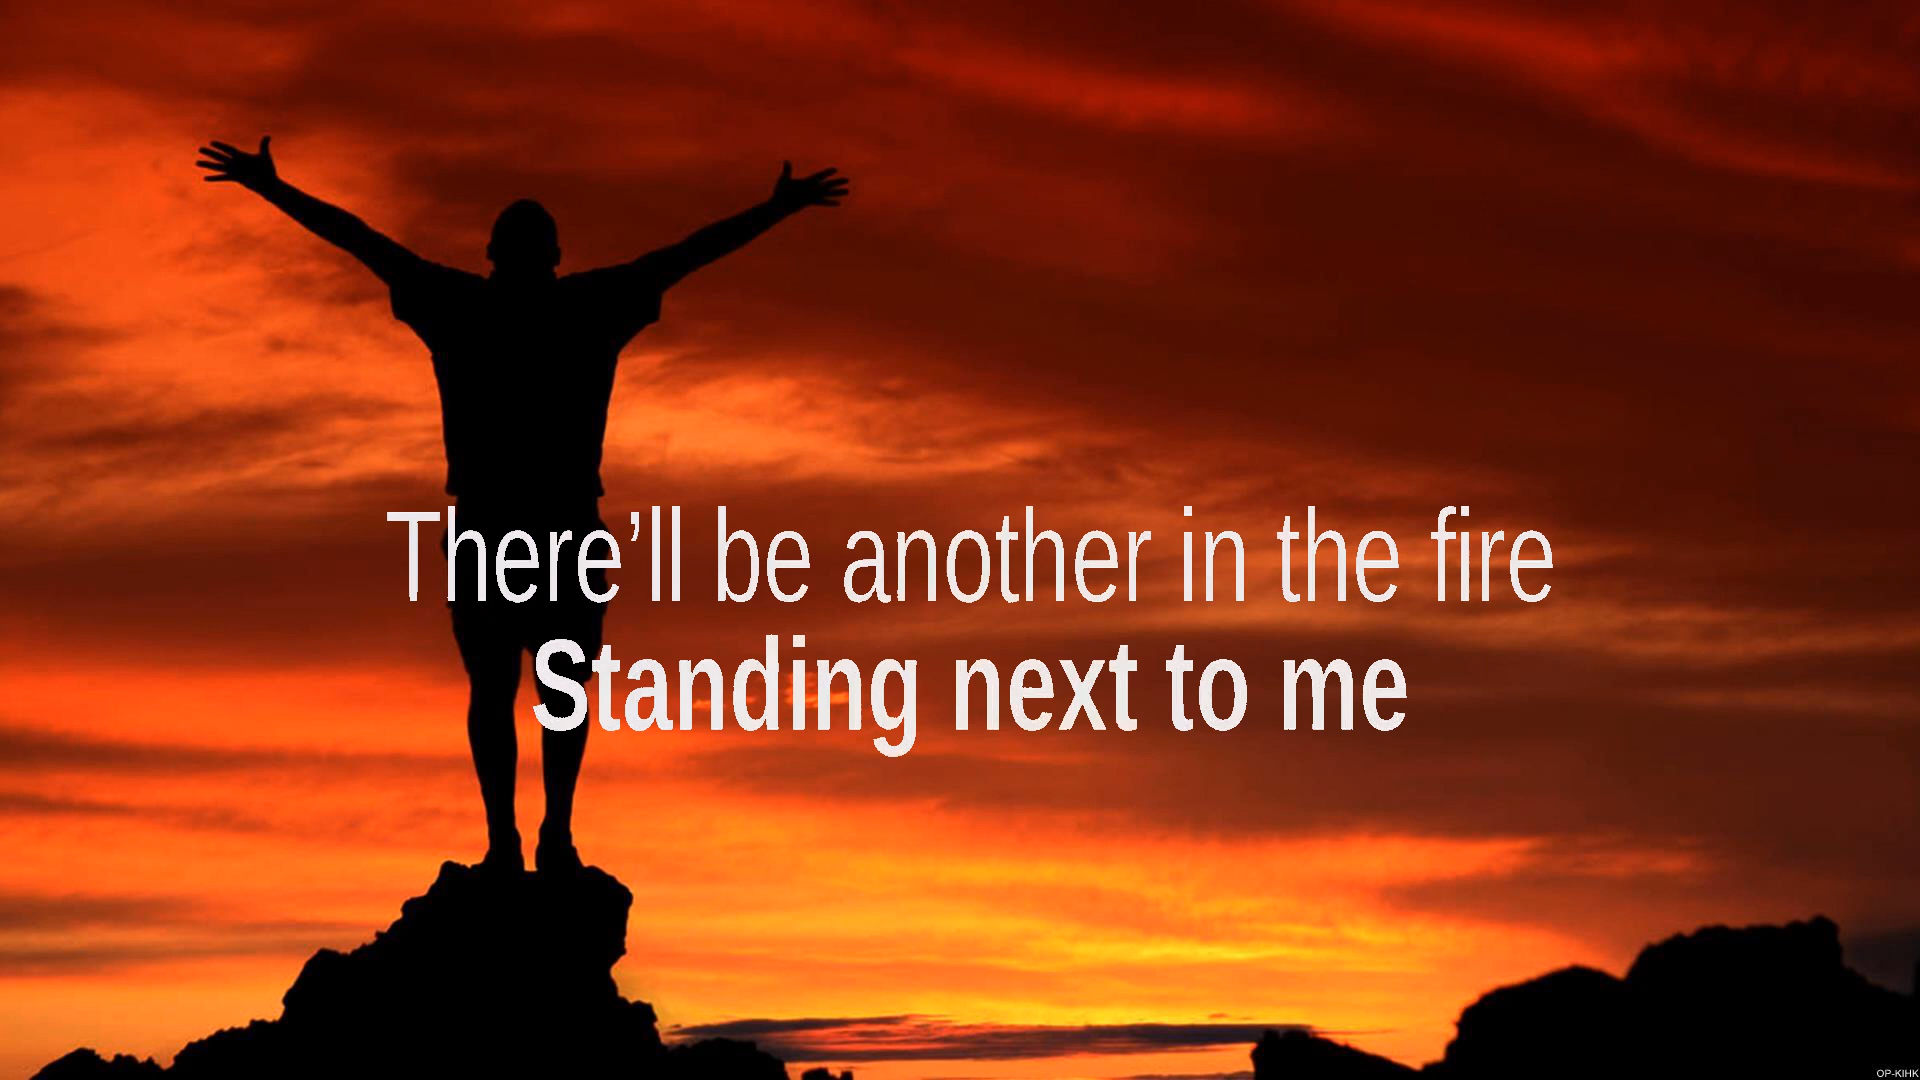 There’ll be another in the fire
Standing next to me
OP-KIHK